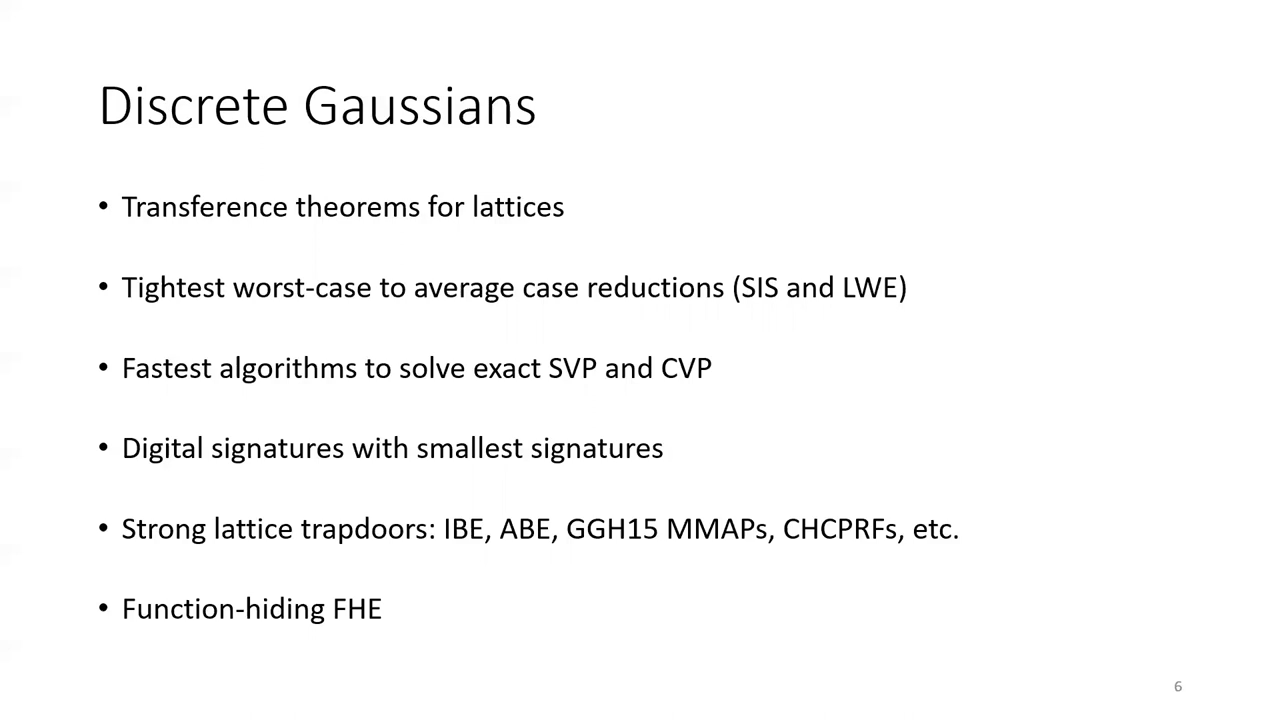 Discrete Gaussians
• Transference theorems for lattices
• Tightest worst-case to average case reductions (SIS and LWE)
• Fastest algorithms to solve exact SVP and CVP
• Digital signatures with smallest signatures
• Strong lattice trapdoors: IBE, ABE, GGH15 MMAPs, CHCPRFs, etc.
• Function-hiding FHE
6